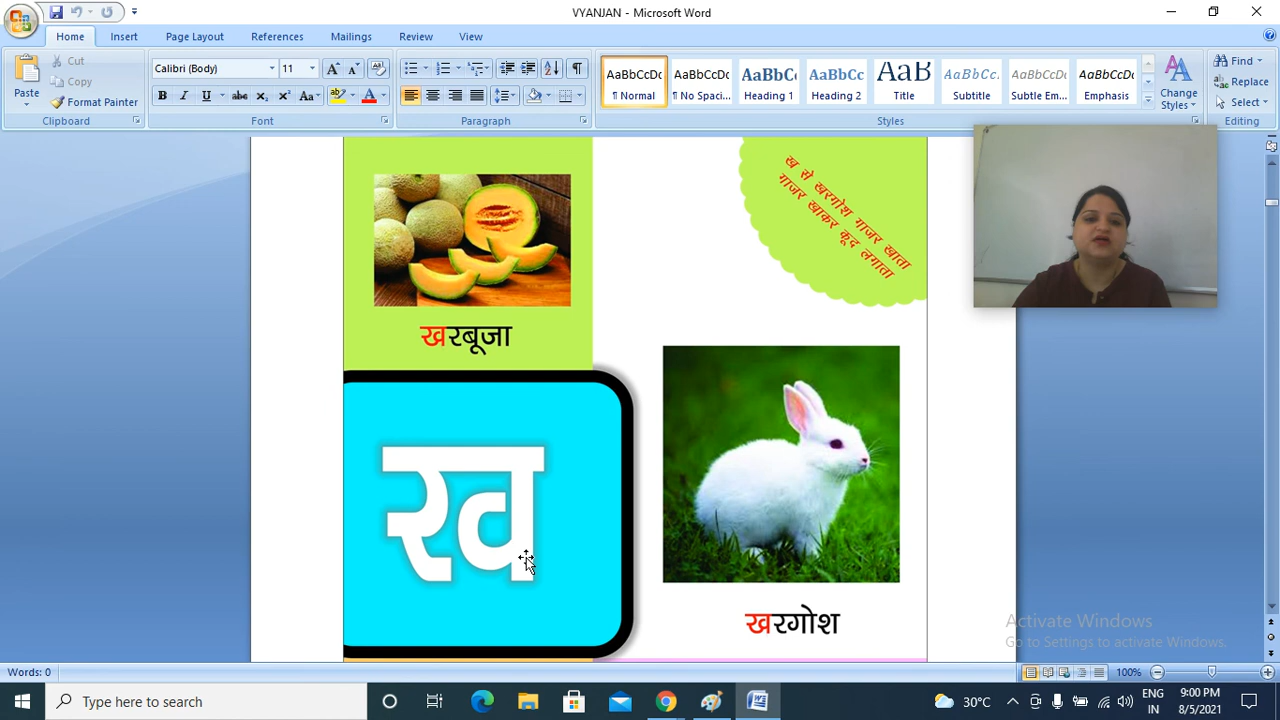 VYANJAN - Microsoft Word
Home Insert Page Layout References Mailings Review View
Paste
Cut
Copy
Format Painter
Clipboard
Calibri (Body) 11
Font
Paragraph
AaBbCcDc AaBbCcDc AaBbC AaBbCc AaB AaBbCc. AaBbCcDc AaBbCcDc
¶ Normal ¶ No Spaci... Heading 1 Heading 2 Title Subtitle Subtle Em... Emphasis
Change Styles
Styles
Find
Replace
Select
Editing
ख से खरगोश गाजर खाता
गाजर खाकर कूद लगाता
खरबूजा
ख
खरगोश
Activate Windows
Go to Settings to activate Windows.
Words: 0
100%
Type here to search
30°C
ENG
IN
9:00 PM
8/5/2021